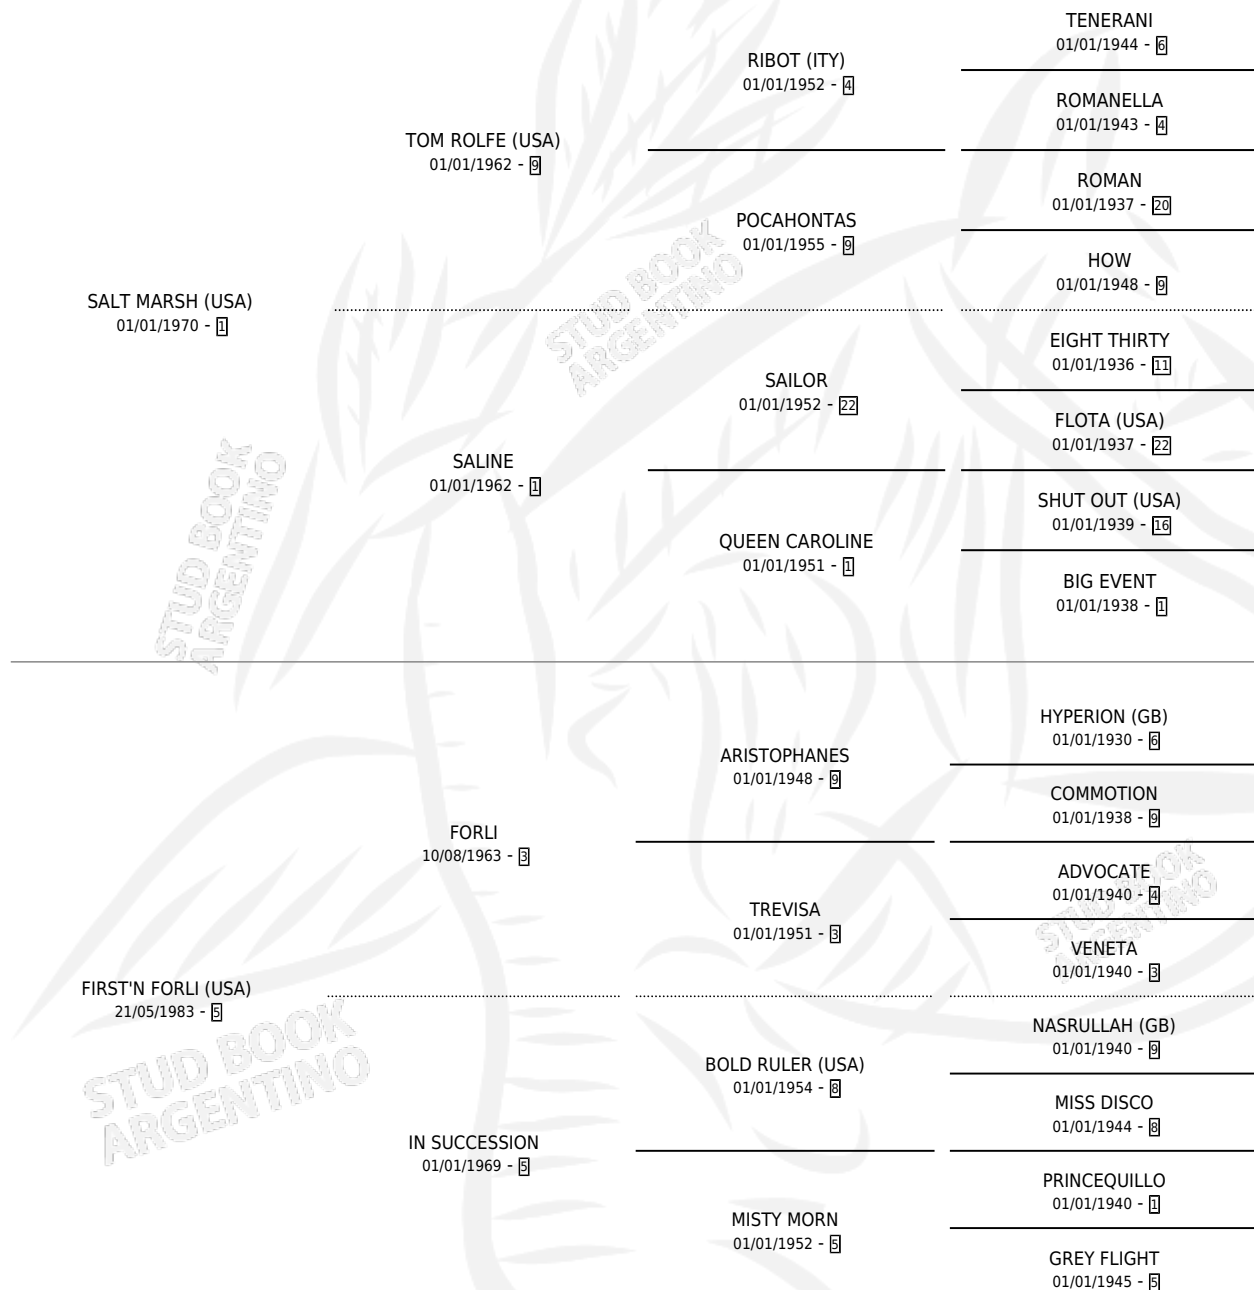 TENERANI
01/01/1944 - 6
RIBOT (ITY)
01/01/1952 - 4
ROMANELLA
01/01/1943 - 4
TOM ROLFE (USA)
01/01/1962 - 9
ROMAN
01/01/1937 - 20
POCAHONTAS
01/01/1955 - 9
HOW
01/01/1948 - 9
SALT MARSH (USA)
01/01/1970 - 1
STUD BOOK
ARGENTINO
EIGHT THIRTY
01/01/1936 - 11
SAILOR
01/01/1952 - 22
FLOTA (USA)
01/01/1937 - 22
SALINE
01/01/1962 - 1
SHUT OUT (USA)
01/01/1939 - 16
QUEEN CAROLINE
01/01/1951 - 1
BIG EVENT
01/01/1938 - 1
STUD BOOK
ARGENTINO
HYPERION (GB)
01/01/1930 - 6
ARISTOPHANES
01/01/1948 - 9
COMMOTION
01/01/1938 - 9
FORLI
10/08/1963 - 3
ADVOCATE
01/01/1940 - 4
TREVISA
01/01/1951 - 3
STUD BOOK
ARGENTINO
VENETA
01/01/1940 - 3
FIRST'N FORLI (USA)
21/05/1983 - 5
NASRULLAH (GB)
01/01/1940 - 9
BOLD RULER (USA)
01/01/1954 - 8
STUD BOOK
ARGENTINO
MISS DISCO
01/01/1944 - 8
IN SUCCESSION
01/01/1969 - 5
PRINCEQUILLO
01/01/1940 - 1
MISTY MORN
01/01/1952 - 5
GREY FLIGHT
01/01/1945 - 5